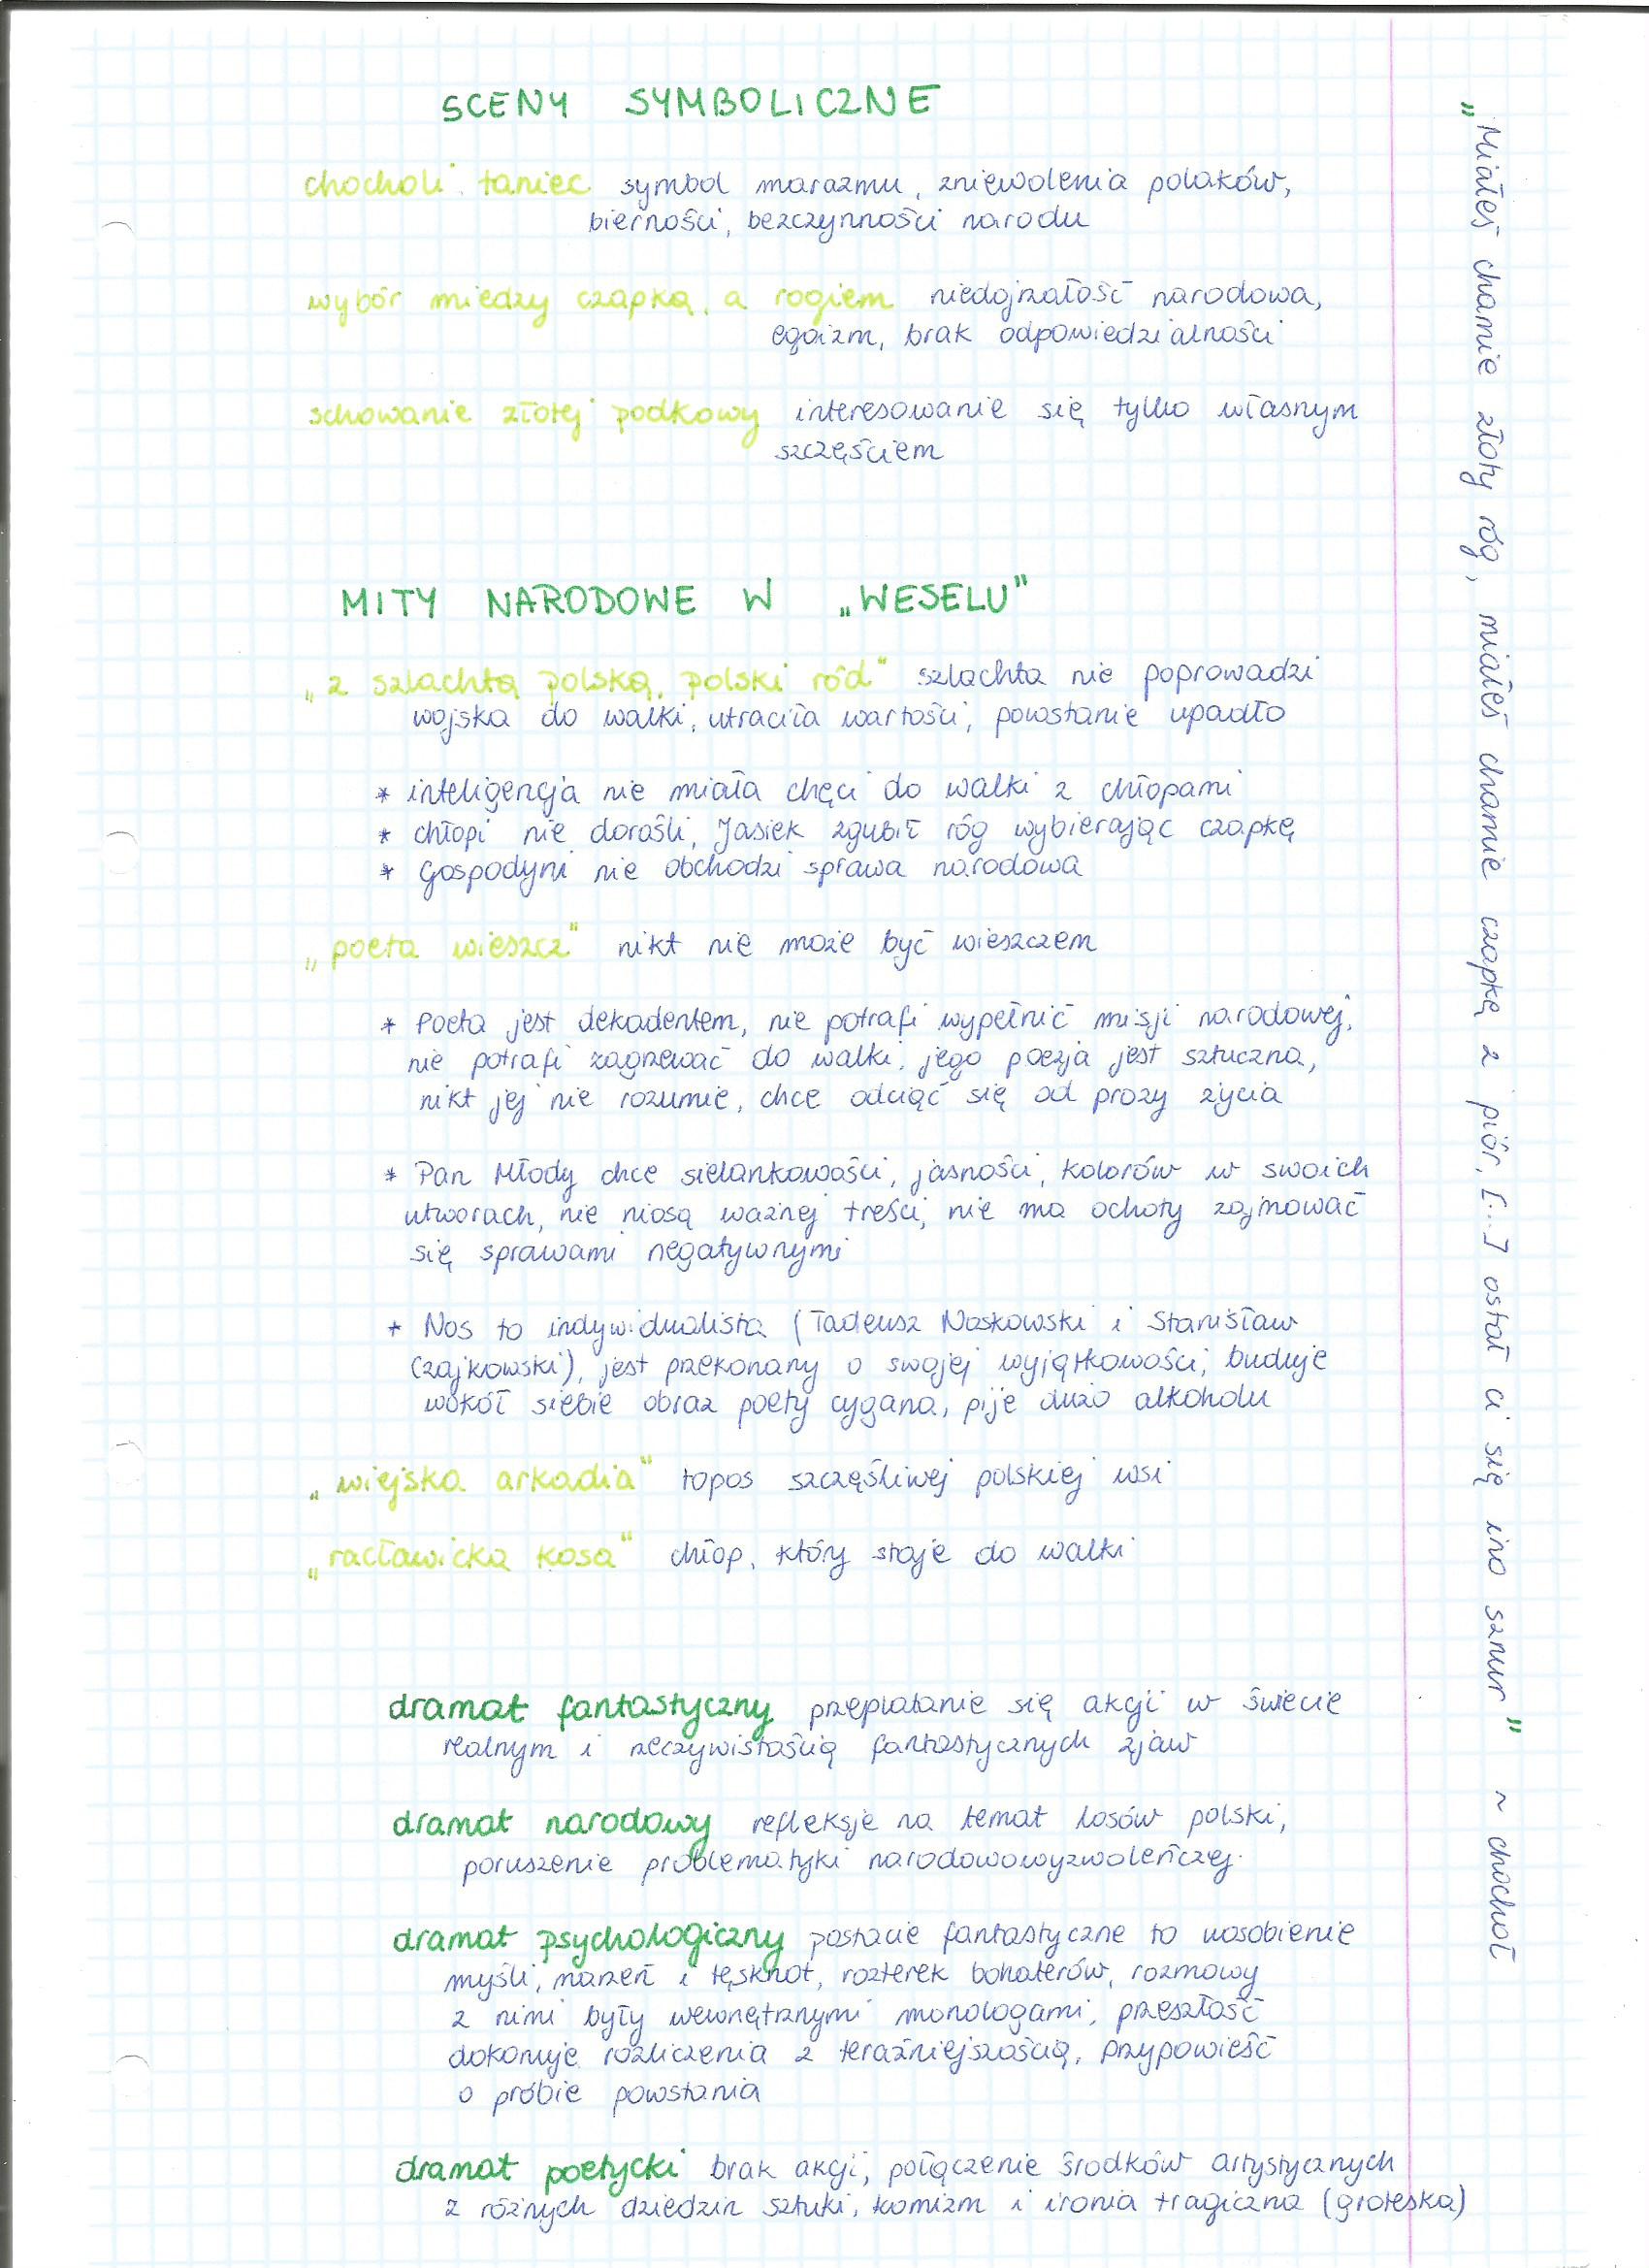 SCENY SYMBOLICZNE
chocholi taniec symbol marazmu, zniewolenia polaków,
bierności, bezczynności narodu
wybór miedzy czapką, a rogiem niedojrzałość narodowa,
egoizm, brak odpowiedzialności
schowanie złotej podkowy interesowanie się tylko własnym
szczęściem
MITY NARODOWE W „WESELU"
„z szlachtą polską, polski ród" szlachta nie poprowadzi
wojska do walki, utraciła wartości, powstanie upadło
* inteligencja nie miała chęci do walki z chłopami
* chłopi nie dorośli, Jasiek zgubił róg wybierając czapkę
* Gospodyni nie obchodzi sprawa narodowa
„poeta wieszcz" nikt nie może być wieszczem
* Poeta jest dekadentem, nie potrafi wypełnić misji narodowej,
nie potrafi zagrzewać do walki, jego poezja jest sztuczna,
nikt jej nie rozumie, chce odciąć się od prozy życia
* Pan Młody chce sielankowości, jasności, kolorów w swoich
utworach, nie niosą ważnej treści, nie ma ochoty zajmować
się sprawami negatywnymi
* Nos to indywidualista (Tadeusz Noskowski i Stanisław
Czajkowski), jest przekonany o swojej wyjątkowości, buduje
wokół siebie obraz poety cygana, pije dużo alkoholu
„wiejska arkadia" topos szczęśliwej polskiej wsi
„racławicka kosa" chłop, który staje do walki
dramat fantastyczny przeplatanie się akcji w świecie
realnym i rzeczywistością fantastycznych zjaw
dramat narodowy refleksje na temat losów polski,
poruszenie problematyki narodowowyzwoleńczej
dramat psychologiczny postacie fantastyczne to uosobienie
myśli, marzeń i tęsknot, rozterek bohaterów, rozmowy
z nimi były wewnętrznymi monologami, przeszłość
dokonuje rozliczenia z teraźniejszością, przypowieść
o próbie powstania
dramat poetycki brak akcji, połączenie środków artystycznych
z różnych dziedzin sztuki, komizm i ironia tragiczna (groteska)
„Miałeś chamie złoty róg, miałeś chamie czapkę z piór, [...] ostał ci się ino sznur" ~ chochoł